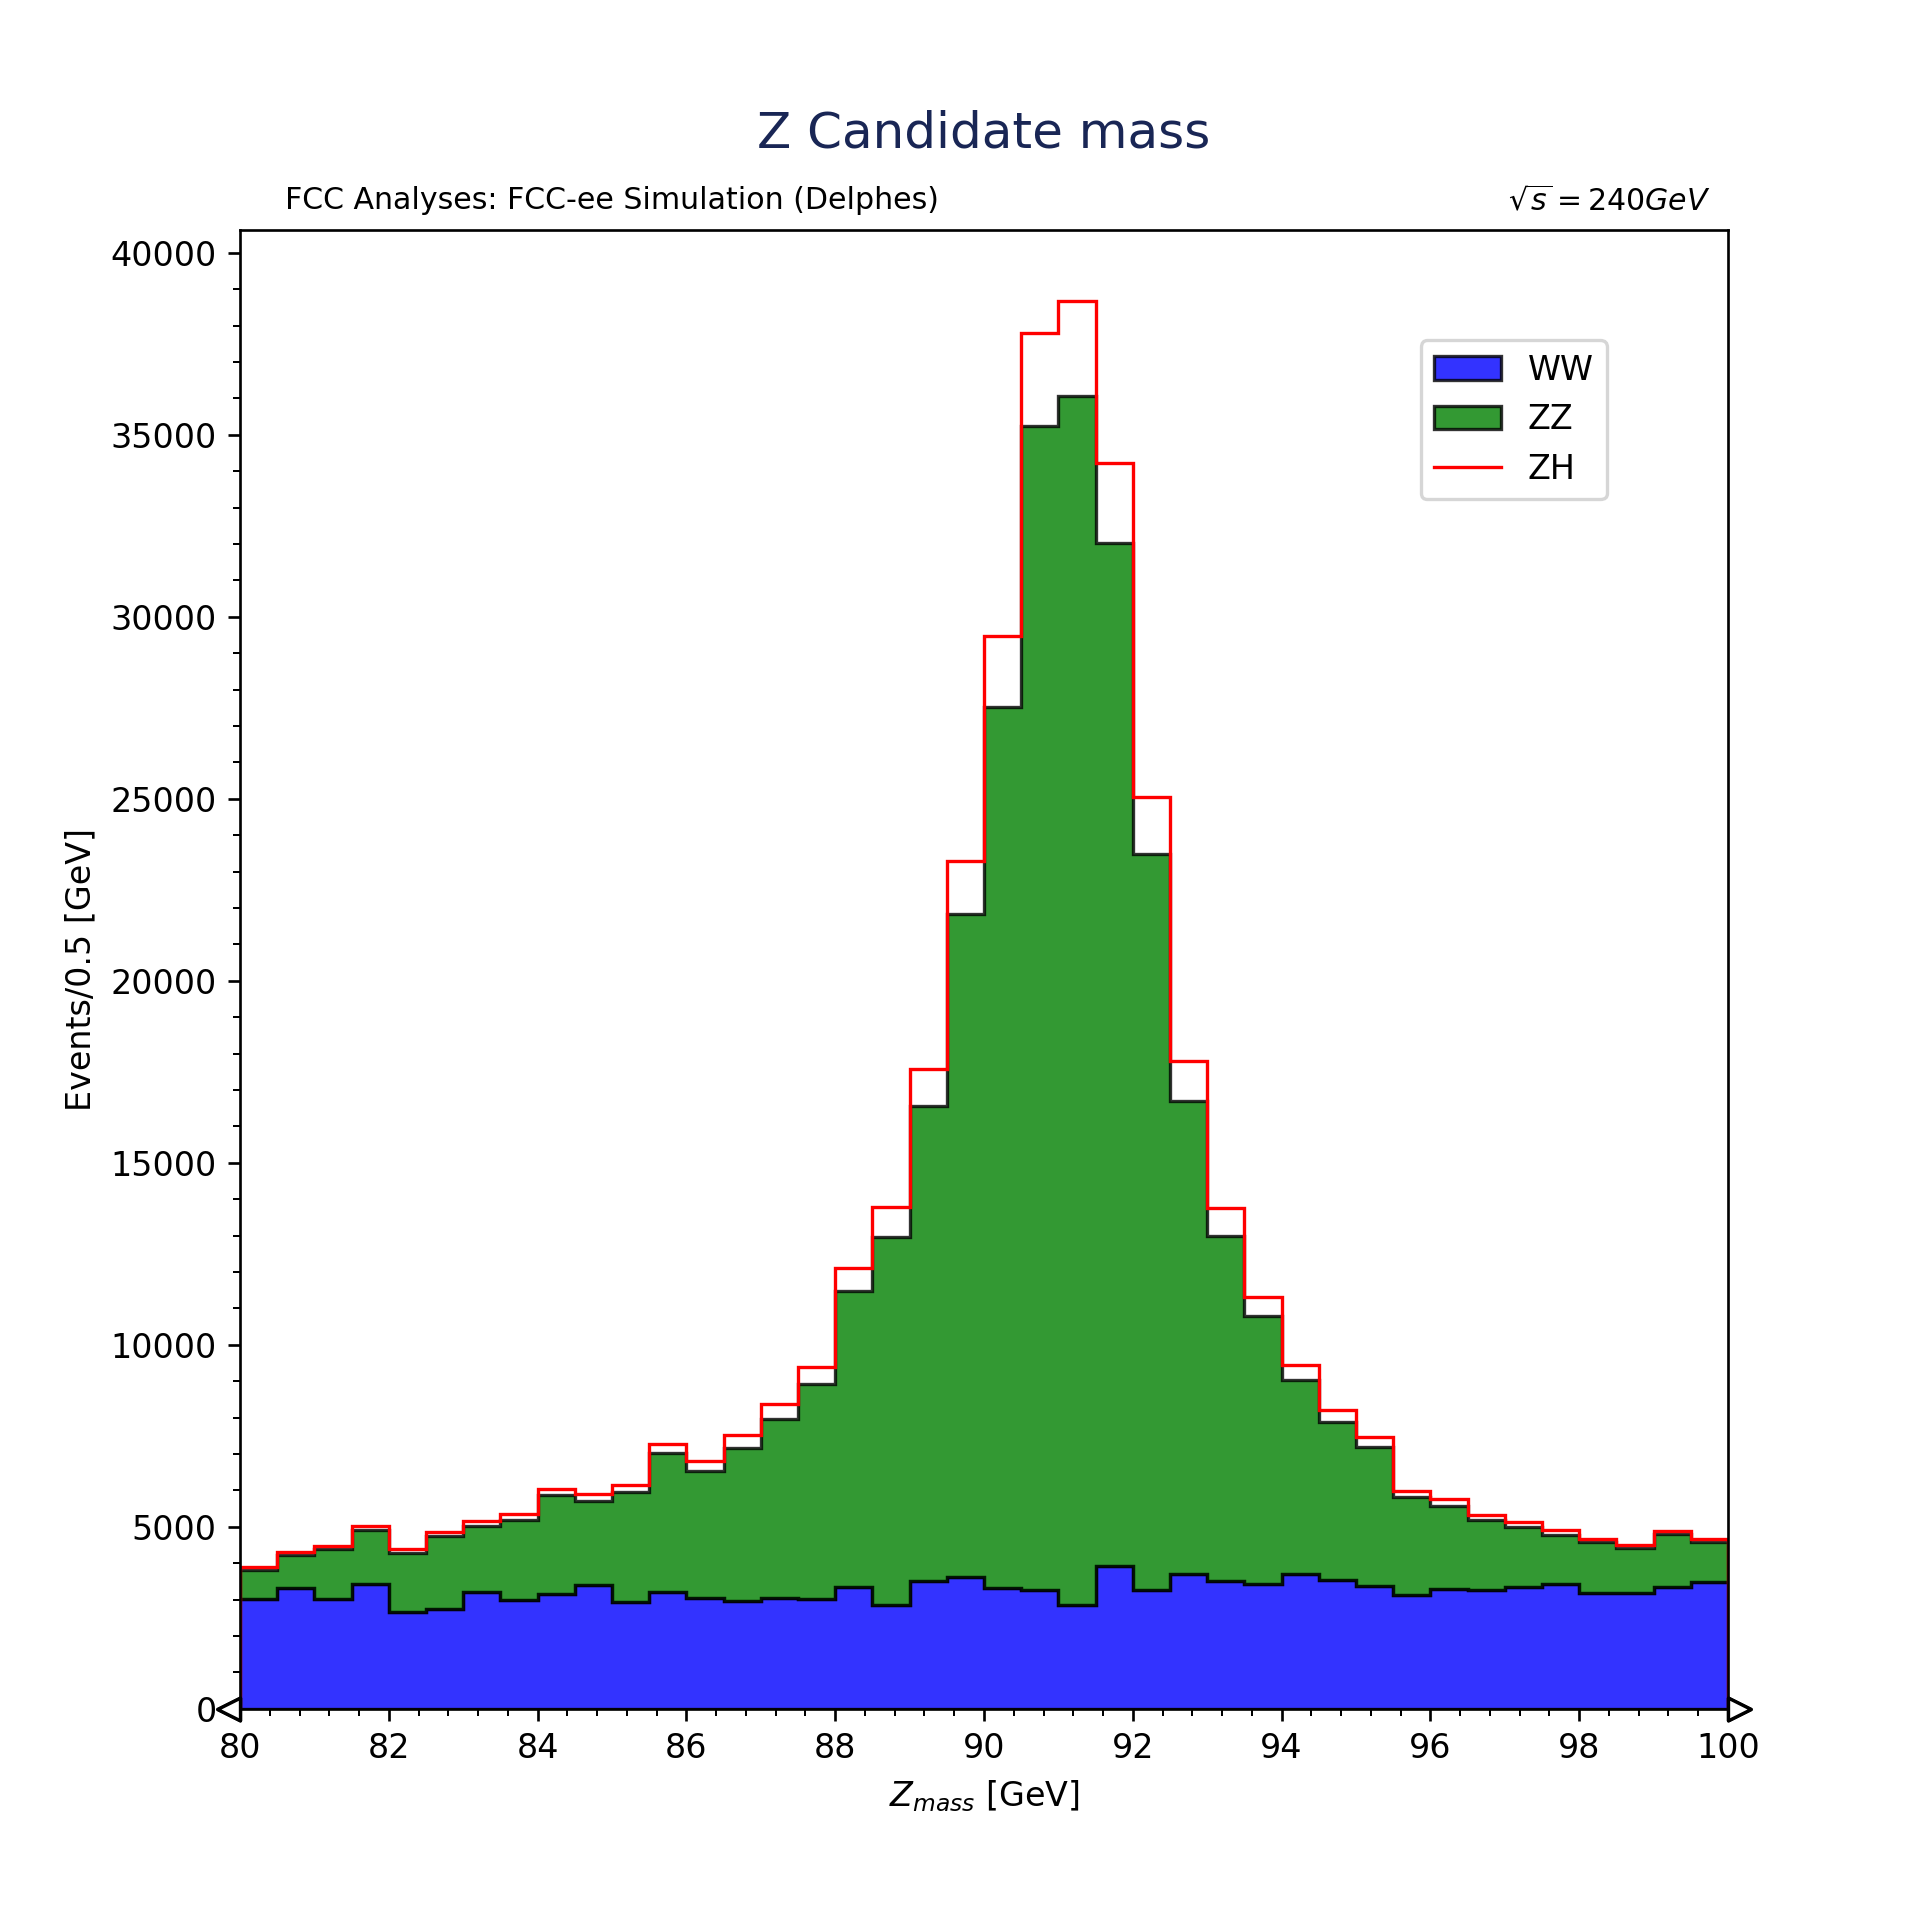 Z Candidate mass
FCC Analyses: FCC-ee Simulation (Delphes)
√s = 240GeV
40000
35000
30000
25000
20000
15000
10000
5000
0
Events/0.5 [GeV]
WW
ZZ
ZH
80 82 84 86 88 90 92 94 96 98 100
Z_mass [GeV]